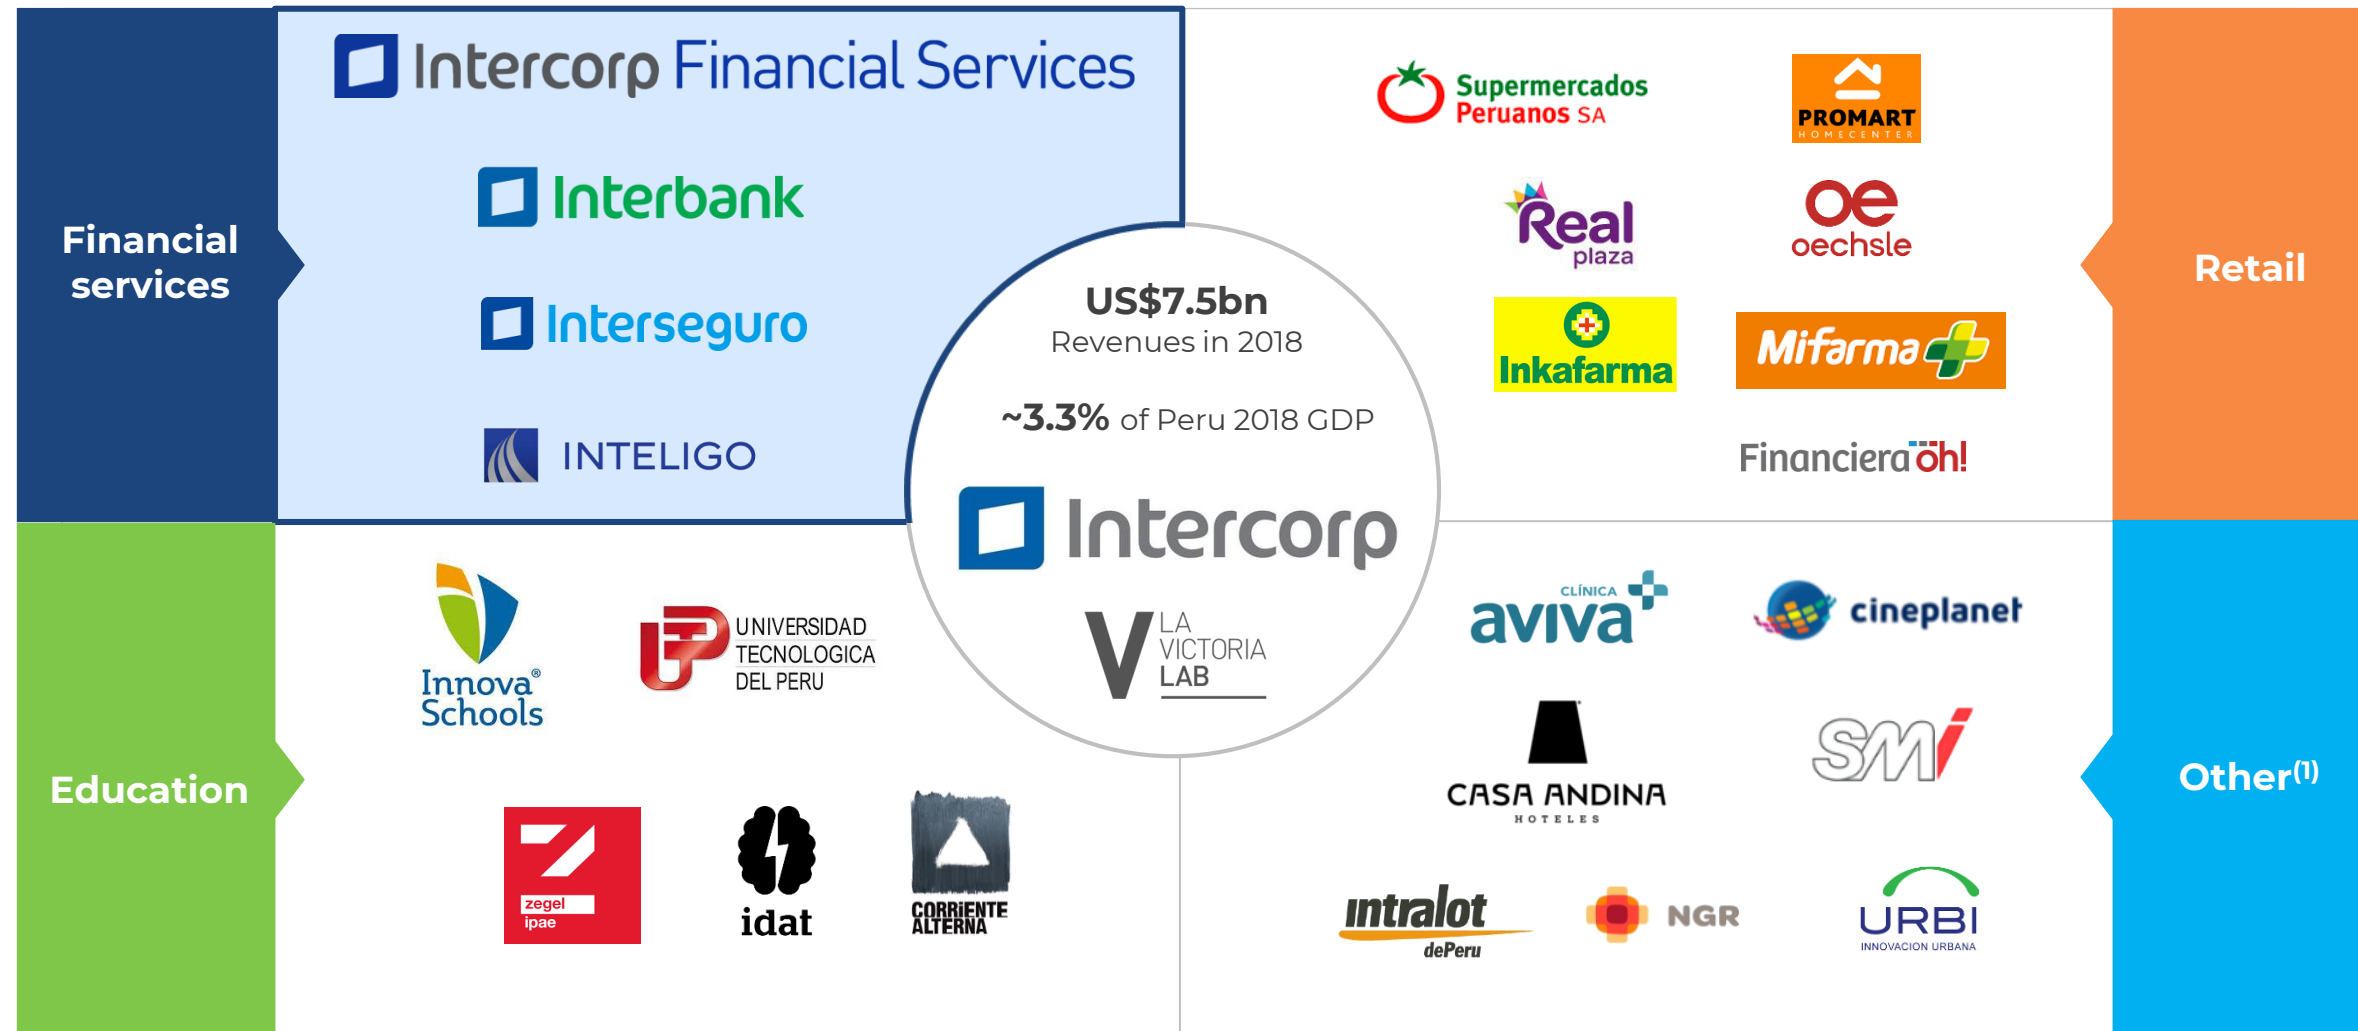 Financial
services
Intercorp Financial Services
Interbank
Interseguro
INTELIGO
US$7.5bn
Revenues in 2018
~3.3% of Peru 2018 GDP
Intercorp
V LA
VICTORIA
LAB
Supermercados
Peruanos SA
PROMART
HOMECENTER
Real
plaza
oe
oechsle
Inkafarma
Mifarma
Financiera öh!
Retail
Education
Innova®
Schools
UTP
UNIVERSIDAD
TECNOLOGICA
DEL PERU
zegel
ipae
idat
CORRiENTE
ALTERNA
CLÍNICA
aviva
cineplanet
CASA ANDINA
HOTELES
SMi
intralot
dePeru
NGR
URBI
INNOVACION URBANA
Other(1)